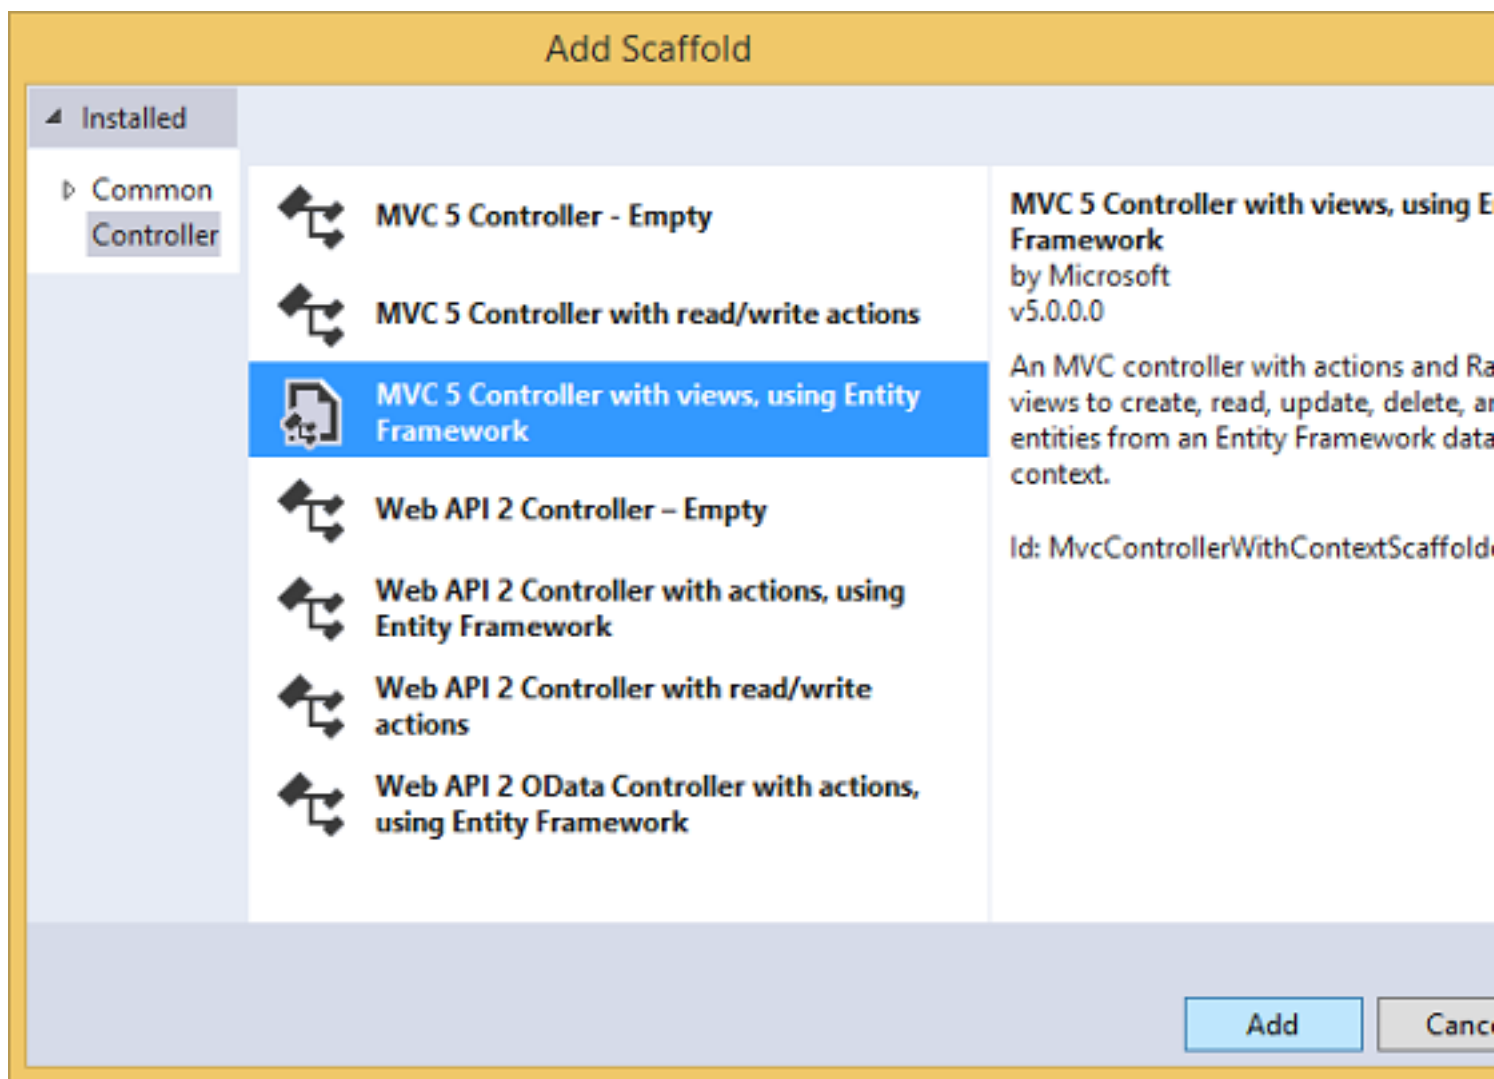 Add Scaffold
Installed
Common
Controller
MVC 5 Controller - Empty
MVC 5 Controller with read/write actions
MVC 5 Controller with views, using Entity
Framework
Web API 2 Controller – Empty
Web API 2 Controller with actions, using
Entity Framework
Web API 2 Controller with read/write
actions
Web API 2 OData Controller with actions,
using Entity Framework
MVC 5 Controller with views, using
Framework
by Microsoft
v5.0.0.0
An MVC controller with actions and
views to create, read, update, delete,
entities from an Entity Framework data
context.
Id:
Add